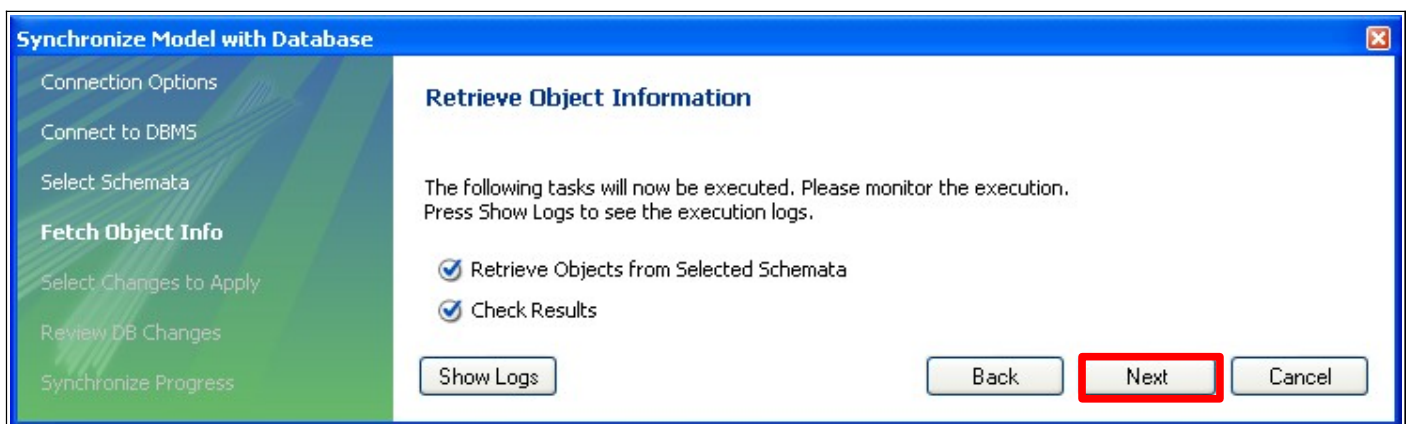 Synchronize Model with Database
Connection Options
Connect to DBMS
Select Schemata
Fetch Object Info
Select Changes to Apply
Review DB Changes
Synchronize Progress
Retrieve Object Information
The following tasks will now be executed. Please monitor the execution.
Press Show Logs to see the execution logs.
Retrieve Objects from Selected Schemata
Check Results
Show Logs
Back
Next
Cancel